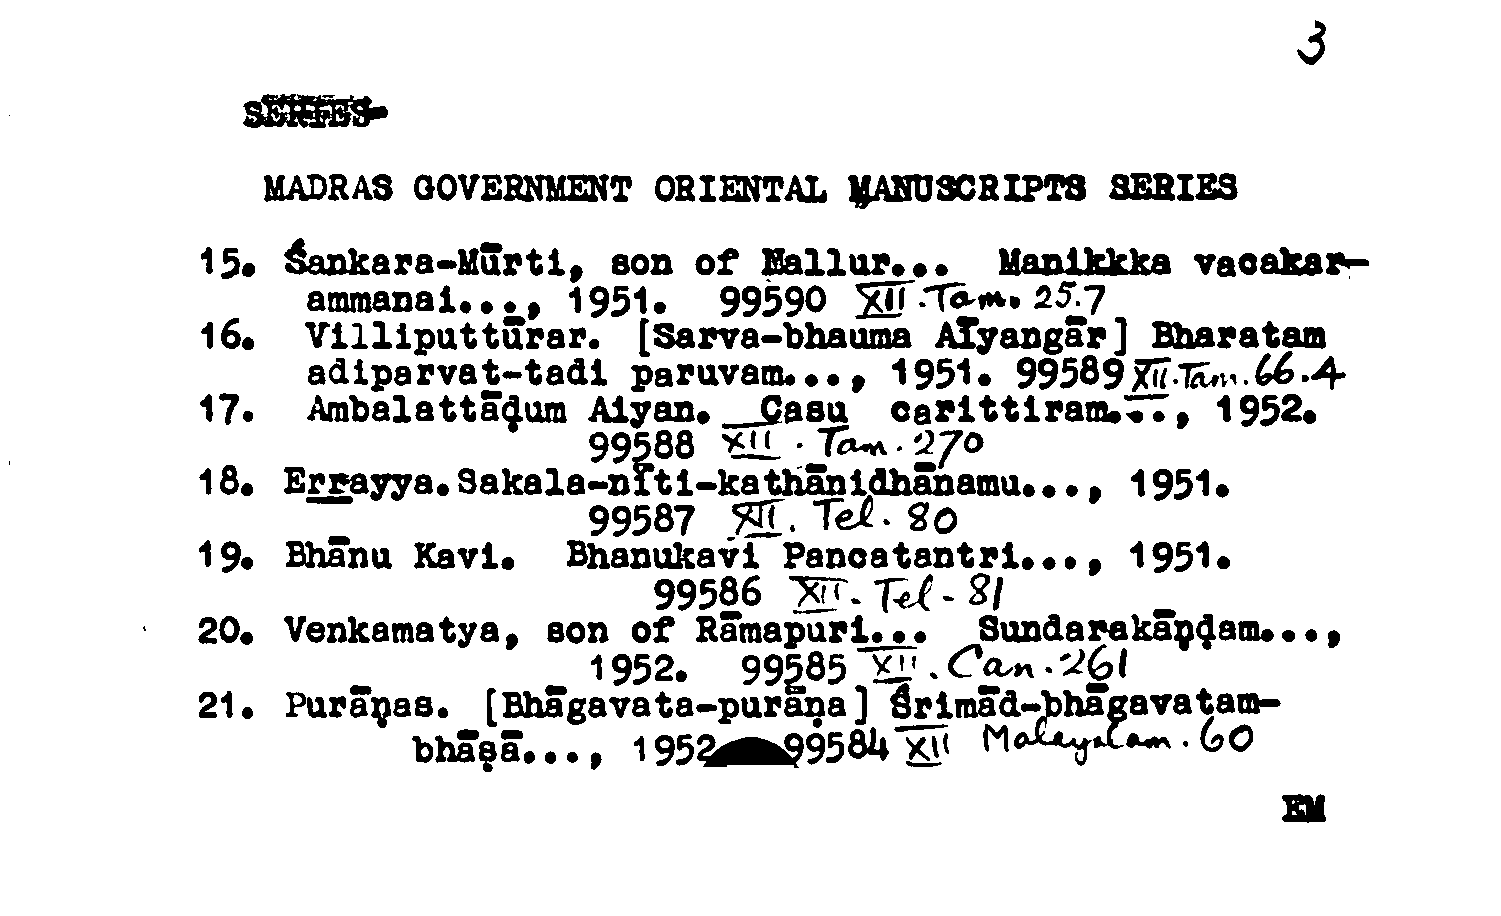 3
SERIES
MADRAS GOVERNMENT ORIENTAL MANUSCRIPTS SERIES
15. Śankara-Mūrti, son of Nallur... Manikkka vacakar-
ammanai..., 1951. 99590 XII.Tam. 25.7
16. Villiputtūrar. [Sarva-bhauma Aīyangār] Bharatam
adiparvat-tadi paruvam..., 1951. 99589 XII.Tam.66.4
17. Ambalattāḍum Aiyan. Casu carittiram..., 1952.
99588 XII. Tam. 270
18. Errayya. Sakala-nīti-kathānidhānamu..., 1951.
99587 XII. Tel. 80
19. Bhānu Kavi. Bhanukavi Pancatantri..., 1951.
99586 XII. Tel-81
20. Venkamatya, son of Rāmapuri... Sundarakāṇḍam...,
1952. 99585 XII. Can. 261
21. Purāṇas. [Bhāgavata-purāṇa] Śrimād-bhāgavatam-
bhāṣā..., 1952 99584 XII Malayalam. 60
EM